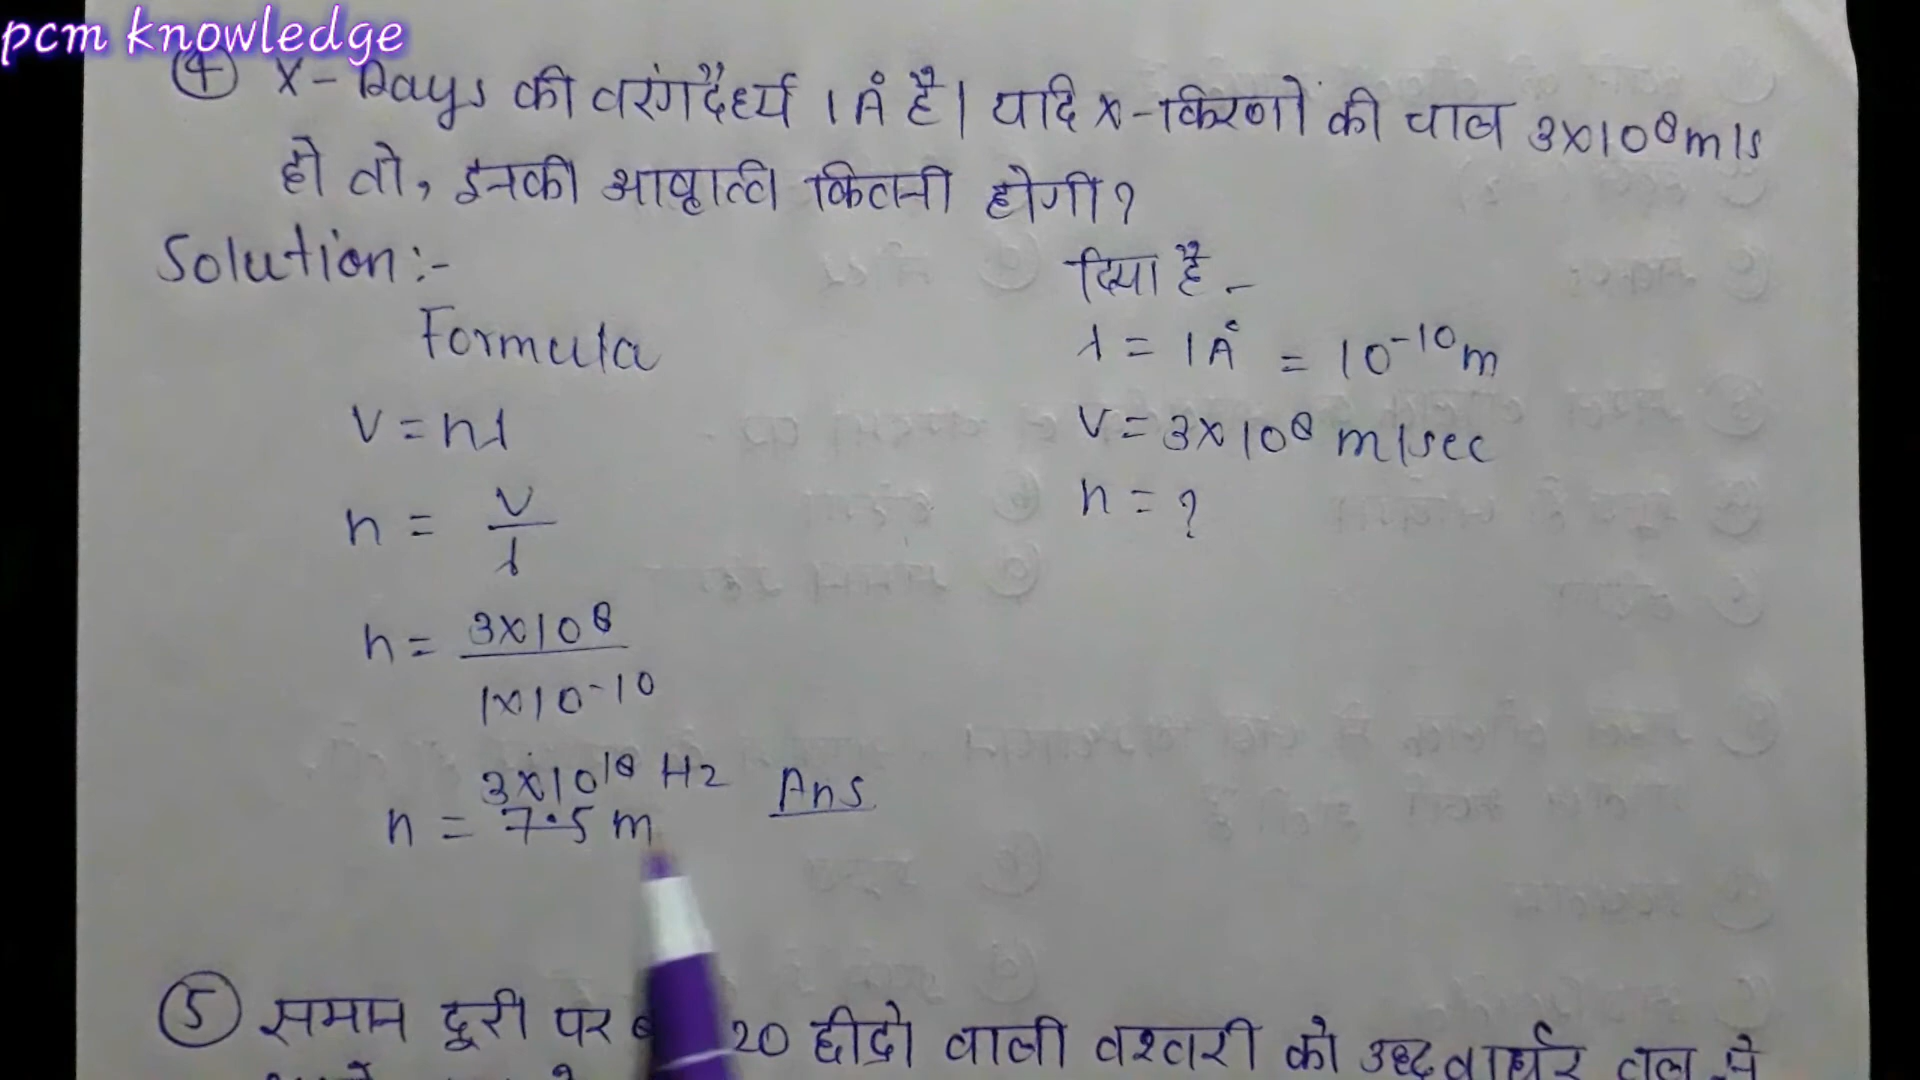 pcm knowledge
④ X-Rays की तरंगदैर्ध्य 1 Å है। यदि x-किरणों की चाल 3×10⁸m/s
हो तो, इनकी आवृत्ति कितनी होगी?
Solution:-
दिया है -
Formula
λ = 1Å = 10⁻¹⁰m
V = nλ
V = 3×10⁸ m/sec
n = V/λ
n = ?
n = 3×10⁸/1×10⁻¹⁰
3×10¹⁸ Hz Ans
n = 7.5 m
⑤ समान दूरी पर 20 छीद्रो वाली तश्तरी को